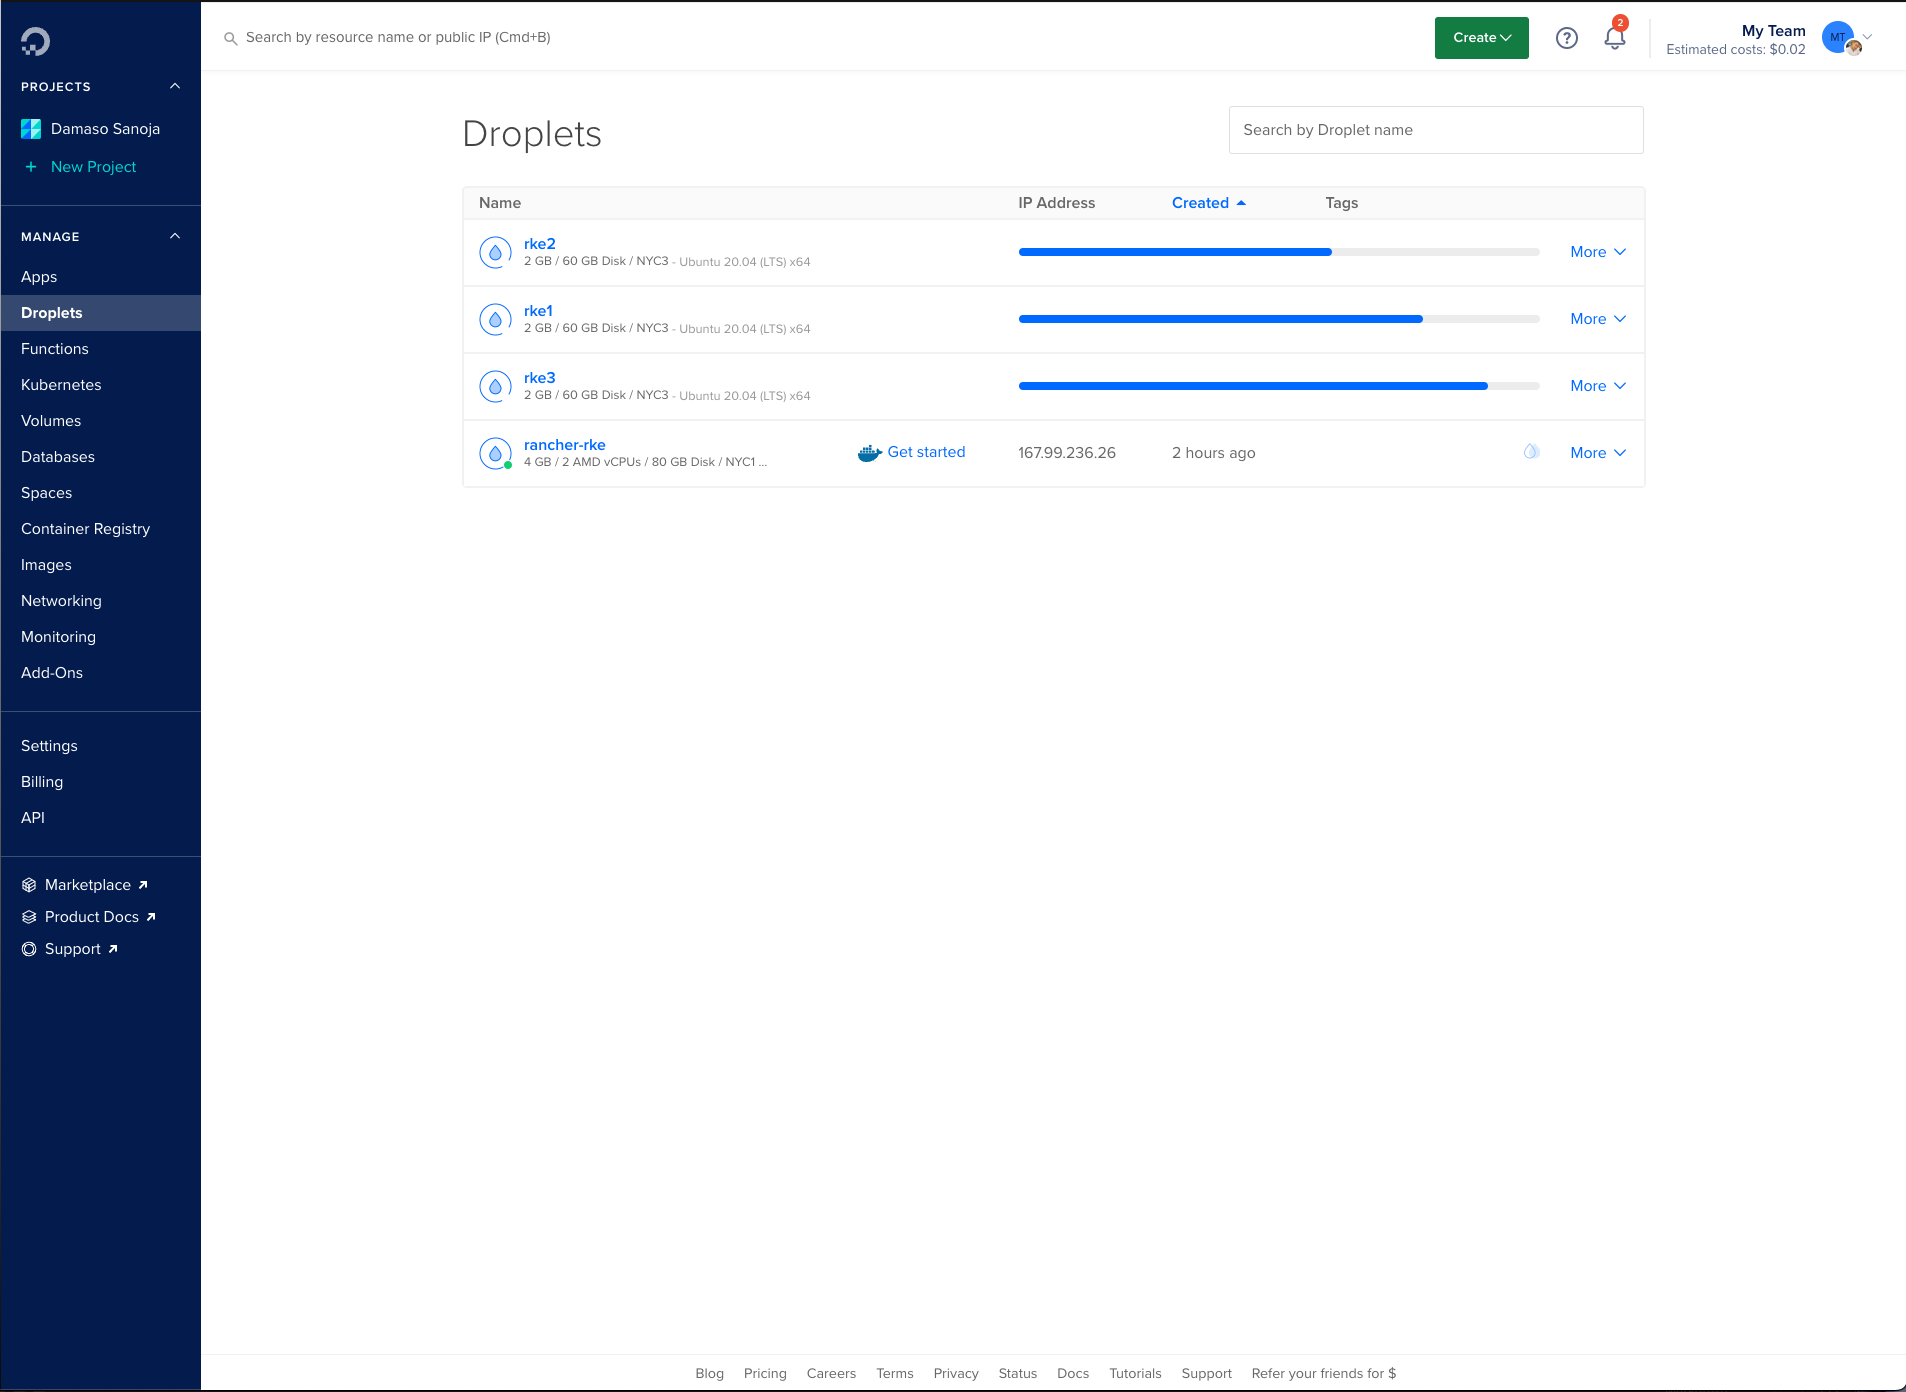 Search by resource name or public IP (Cmd+B)
Create
2
My Team
Estimated costs: $0.02
MT
PROJECTS
Damaso Sanoja
+ New Project
MANAGE
Apps
Droplets
Functions
Kubernetes
Volumes
Databases
Spaces
Container Registry
Images
Networking
Monitoring
Add-Ons
Settings
Billing
API
Marketplace
Product Docs
Support
Droplets
Search by Droplet name
Name IP Address Created Tags
rke2
2 GB / 60 GB Disk / NYC3 - Ubuntu 20.04 (LTS) x64
More
rke1
2 GB / 60 GB Disk / NYC3 - Ubuntu 20.04 (LTS) x64
More
rke3
2 GB / 60 GB Disk / NYC3 - Ubuntu 20.04 (LTS) x64
More
rancher-rke
4 GB / 2 AMD vCPUs / 80 GB Disk / NYC1 ...
Get started 167.99.236.26 2 hours ago More
Blog Pricing Careers Terms Privacy Status Docs Tutorials Support Refer your friends for $